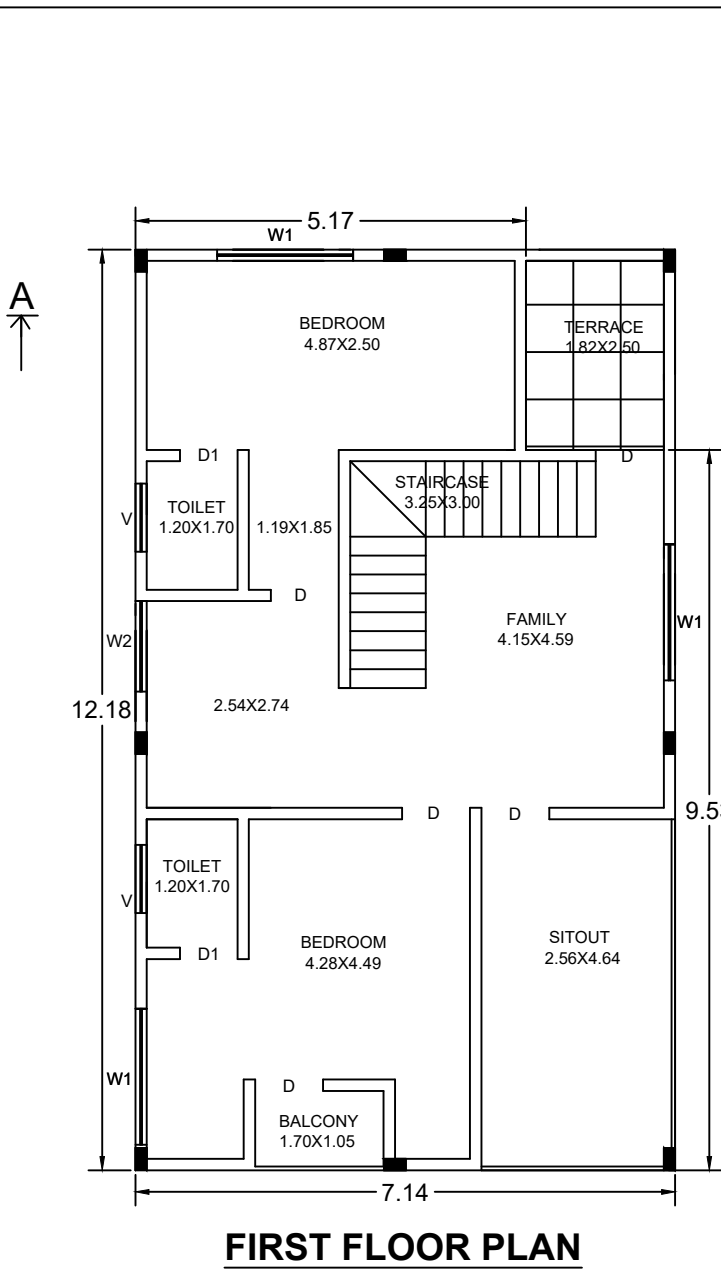 5.17
W1
A
BEDROOM
4.87X2.50
TERRACE
1.82X2.50
D1
D
STAIRCASE
3.25X3.00
TOILET
1.20X1.70
V
1.19X1.85
D
FAMILY
4.15X4.59
W1
W2
2.54X2.74
12.18
D
D
9.53
TOILET
1.20X1.70
V
D1
BEDROOM
4.28X4.49
SITOUT
2.56X4.64
W1
D
BALCONY
1.70X1.05
7.14
FIRST FLOOR PLAN